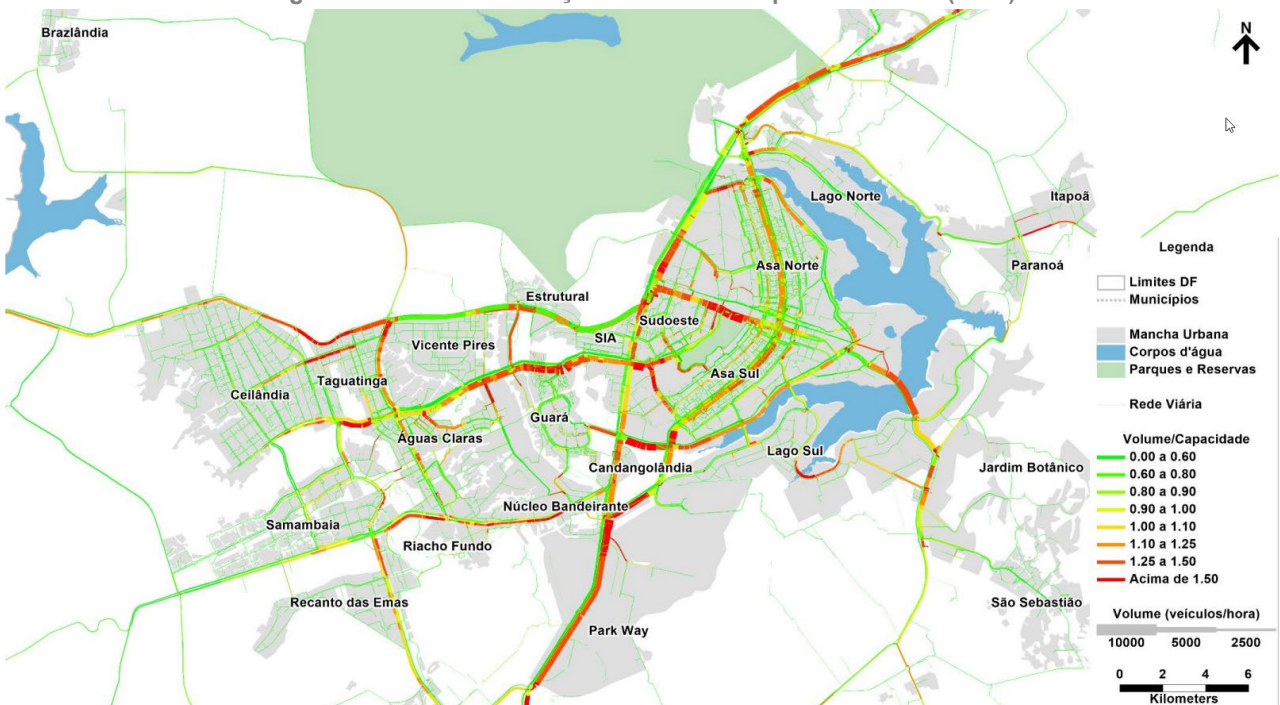 Brazlândia
N
Lago Norte
Itapoã
Asa Norte
Paranoá
Estrutural
Sudoeste
SIA
Vicente Pires
Asa Sul
Taguatinga
Ceilândia
Guará
Águas Claras
Lago Sul
Candangolândia
Jardim Botânico
Núcleo Bandeirante
Samambaia
Riacho Fundo
Recanto das Emas
São Sebastião
Park Way
Legenda
Limites DF
Municípios
Mancha Urbana
Corpos d'água
Parques e Reservas
Rede Viária
Volume/Capacidade
0.00 a 0.60
0.60 a 0.80
0.80 a 0.90
0.90 a 1.00
1.00 a 1.10
1.10 a 1.25
1.25 a 1.50
Acima de 1.50
Volume (veículos/hora)
10000 5000 2500
0 2 4 6
Kilometers